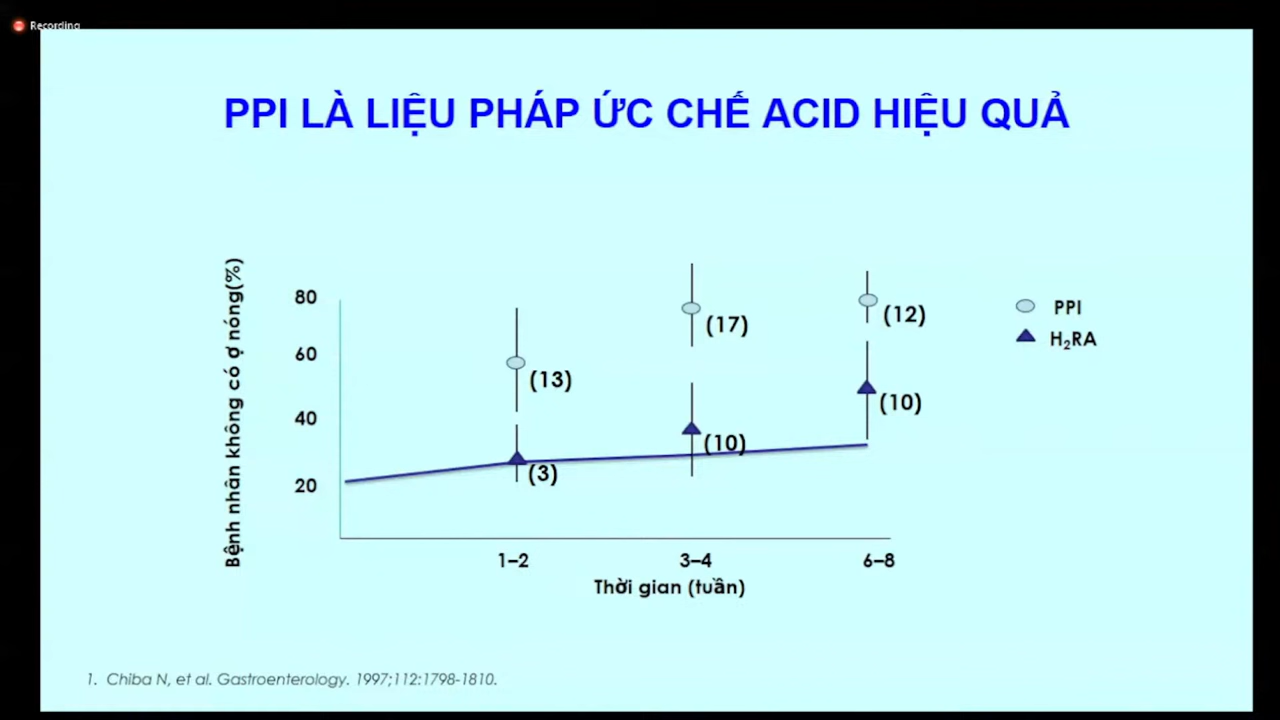 Recording
PPI LÀ LIỆU PHÁP ỨC CHẾ ACID HIỆU QUẢ
Bệnh nhân không có ợ nóng(%)
80
60
40
20
(13)
(17)
(12)
(3)
(10)
(10)
PPI
H₂RA
1–2
3–4
6–8
Thời gian (tuần)
1. Chiba N, et al. Gastroenterology. 1997;112:1798-1810.